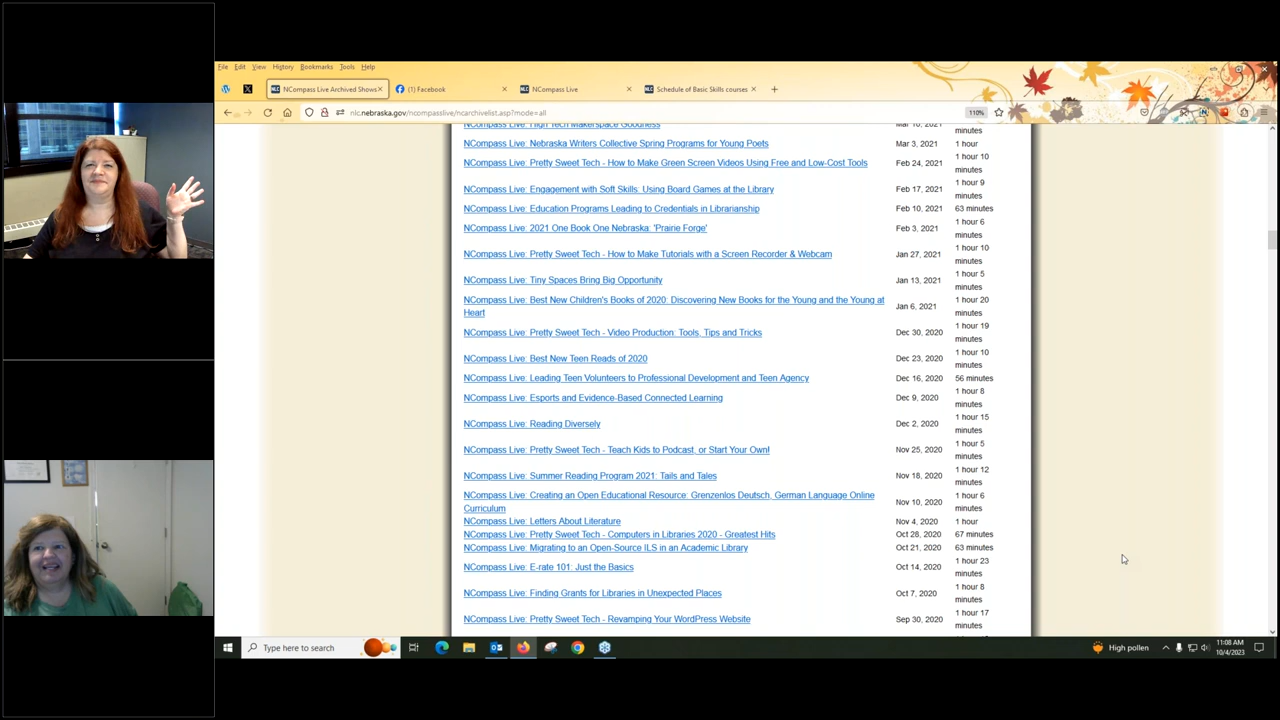 File Edit View History Bookmarks Tools Help
NCompass Live Archived Shows
(1) Facebook
NCompass Live
Schedule of Basic Skills courses
nlc.nebraska.gov/ncompasslive/ncarchivelist.asp?mode=all
110%
NCompass Live: High Tech Makerspace Goodness Mar 10, 2021
minutes
NCompass Live: Nebraska Writers Collective Spring Programs for Young Poets Mar 3, 2021 1 hour
NCompass Live: Pretty Sweet Tech - How to Make Green Screen Videos Using Free and Low-Cost Tools Feb 24, 2021 1 hour 10
minutes
NCompass Live: Engagement with Soft Skills: Using Board Games at the Library Feb 17, 2021 1 hour 9
minutes
NCompass Live: Education Programs Leading to Credentials in Librarianship Feb 10, 2021 63 minutes
NCompass Live: 2021 One Book One Nebraska: 'Prairie Forge' Feb 3, 2021 1 hour 6
minutes
NCompass Live: Pretty Sweet Tech - How to Make Tutorials with a Screen Recorder & Webcam Jan 27, 2021 1 hour 10
minutes
NCompass Live: Tiny Spaces Bring Big Opportunity Jan 13, 2021 1 hour 5
minutes
NCompass Live: Best New Children's Books of 2020: Discovering New Books for the Young and the Young at
Heart Jan 6, 2021 1 hour 20
minutes
NCompass Live: Pretty Sweet Tech - Video Production: Tools, Tips and Tricks Dec 30, 2020 1 hour 19
minutes
NCompass Live: Best New Teen Reads of 2020 Dec 23, 2020 1 hour 10
minutes
NCompass Live: Leading Teen Volunteers to Professional Development and Teen Agency Dec 16, 2020 56 minutes
NCompass Live: Esports and Evidence-Based Connected Learning Dec 9, 2020 1 hour 8
minutes
NCompass Live: Reading Diversely Dec 2, 2020 1 hour 15
minutes
NCompass Live: Pretty Sweet Tech - Teach Kids to Podcast, or Start Your Own! Nov 25, 2020 1 hour 5
minutes
NCompass Live: Summer Reading Program 2021: Tails and Tales Nov 18, 2020 1 hour 12
minutes
NCompass Live: Creating an Open Educational Resource: Grenzenlos Deutsch, German Language Online
Curriculum Nov 10, 2020 1 hour 6
minutes
NCompass Live: Letters About Literature Nov 4, 2020 1 hour
NCompass Live: Pretty Sweet Tech - Computers in Libraries 2020 - Greatest Hits Oct 28, 2020 67 minutes
NCompass Live: Migrating to an Open-Source ILS in an Academic Library Oct 21, 2020 63 minutes
NCompass Live: E-rate 101: Just the Basics Oct 14, 2020 1 hour 23
minutes
NCompass Live: Finding Grants for Libraries in Unexpected Places Oct 7, 2020 1 hour 8
minutes
NCompass Live: Pretty Sweet Tech - Revamping Your WordPress Website Sep 30, 2020 1 hour 17
minutes
Type here to search
High pollen
11:08 AM
10/4/2023